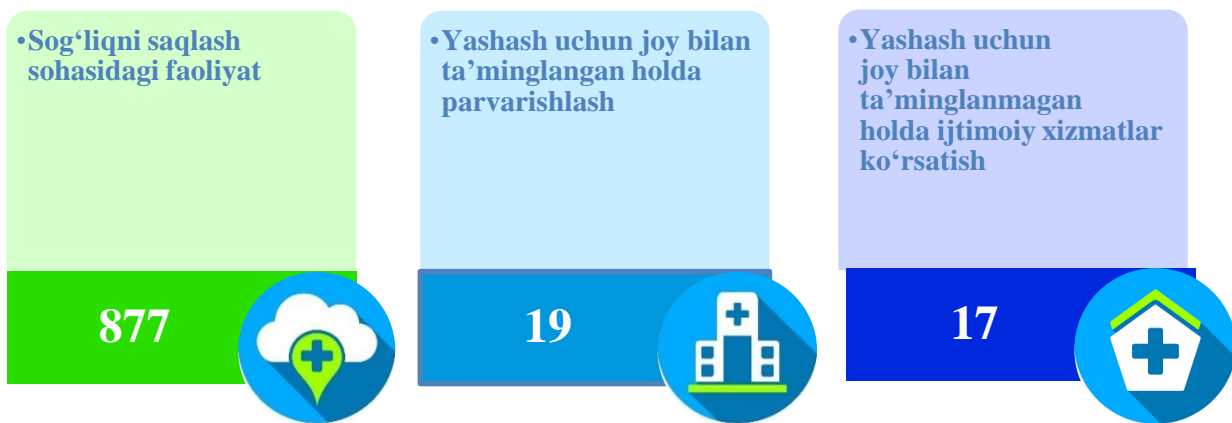 •Sog‘liqni saqlash
sohasidagi faoliyat
877
•Yashash uchun joy bilan
ta’minglangan holda
parvarishlash
19
•Yashash uchun
joy bilan
ta’minglanmagan
holda ijtimoiy xizmatlar
ko‘rsatish
17